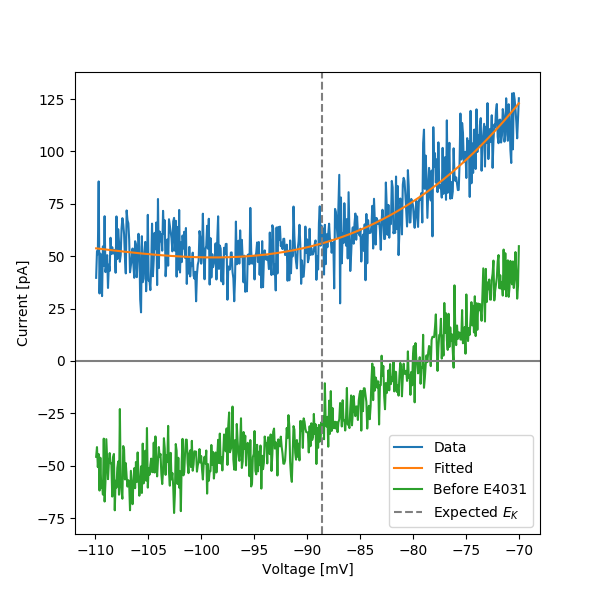 125
100
75
50
25
0
−25
−50
−75
Current [pA]
−110 −105 −100 −95 −90 −85 −80 −75 −70
Voltage [mV]
Data
Fitted
Before E4031
Expected E_K